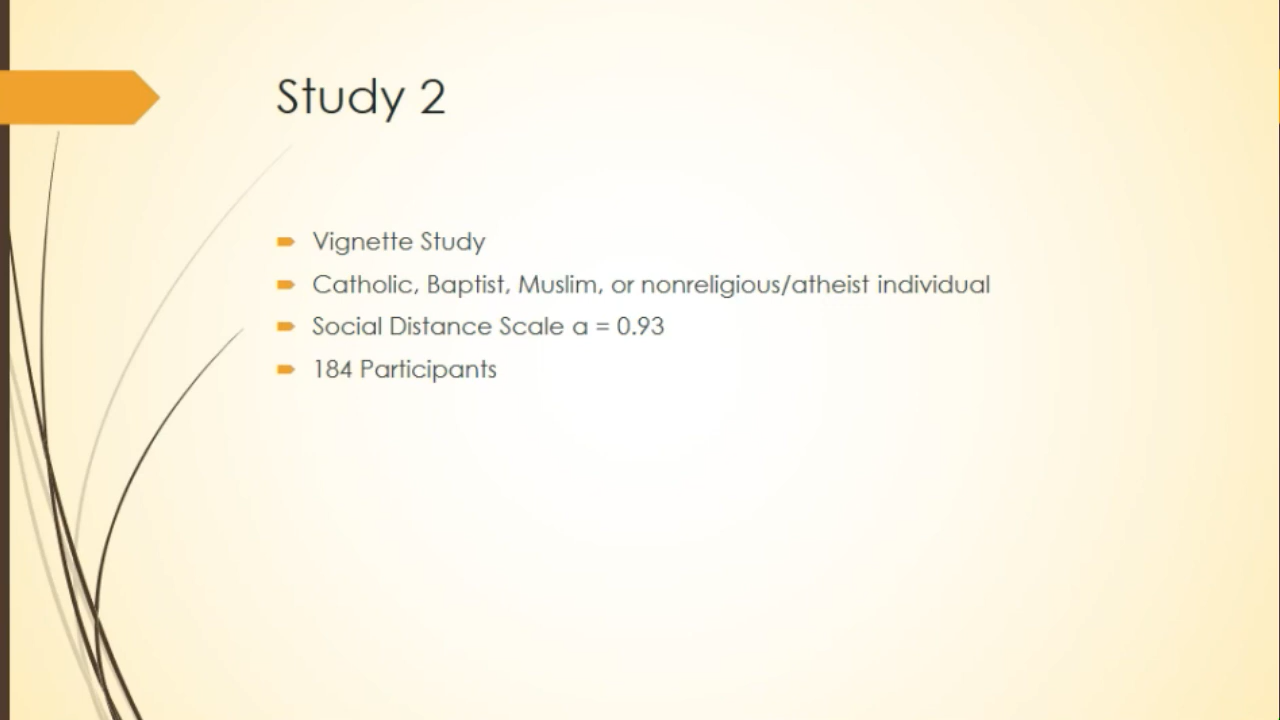 Study 2
Vignette Study
Catholic, Baptist, Muslim, or nonreligious/atheist individual
Social Distance Scale α = 0.93
184 Participants